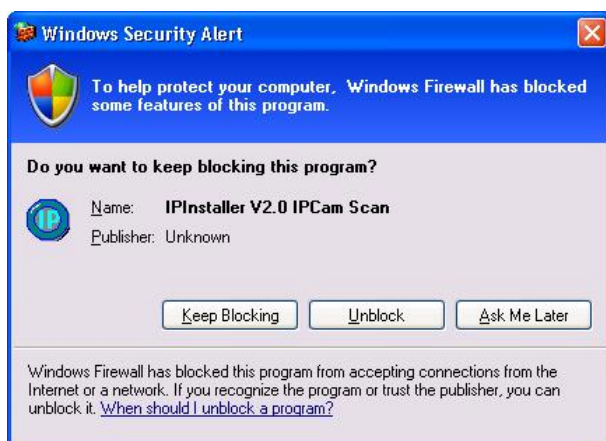 Windows Security Alert
To help protect your computer, Windows Firewall has blocked
some features of this program.
Do you want to keep blocking this program?
IP
Name: IPInstaller V2.0 IPCam Scan
Publisher: Unknown
Keep Blocking Unblock Ask Me Later
Windows Firewall has blocked this program from accepting connections from the
Internet or a network. If you recognize the program or trust the publisher, you can
unblock it. When should I unblock a program?